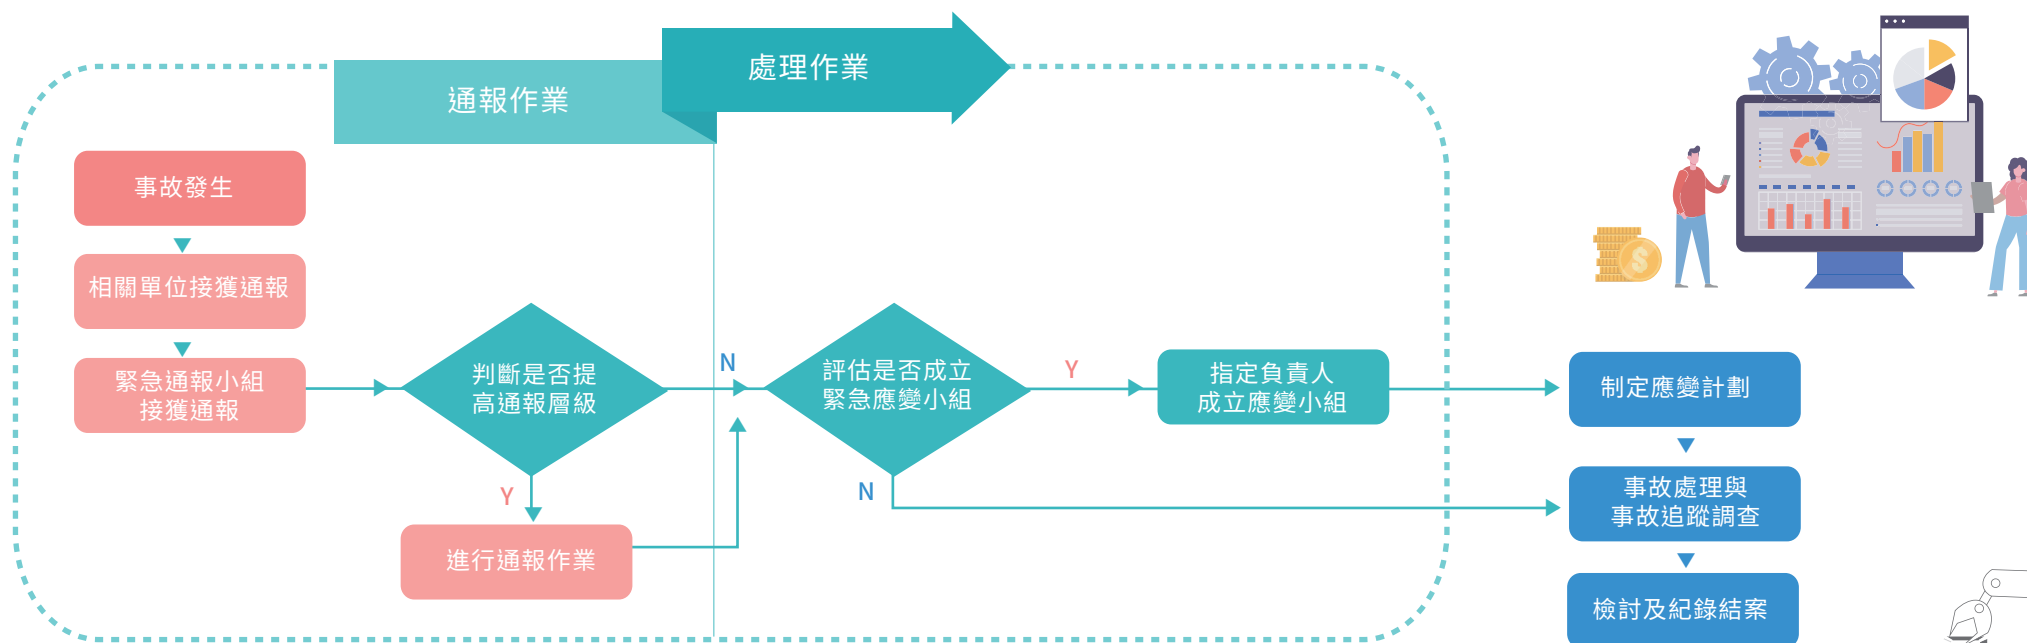 通報作業
處理作業
事故發生
相關單位接獲通報
緊急通報小組
接獲通報
判斷是否提
高通報層級
N
Y
進行通報作業
評估是否成立
緊急應變小組
Y
N
指定負責人
成立應變小組
制定應變計劃
事故處理與
事故追蹤調查
檢討及紀錄結案
$